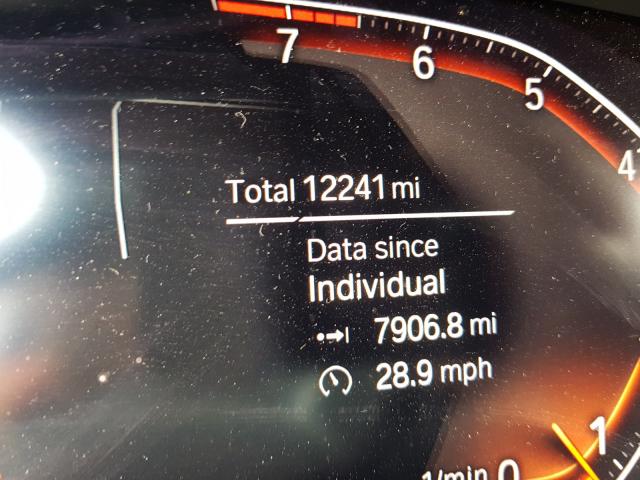 7
6
5
4
Total 12241 mi
Data since
Individual
7906.8 mi
28.9 mph
1
1/min 0